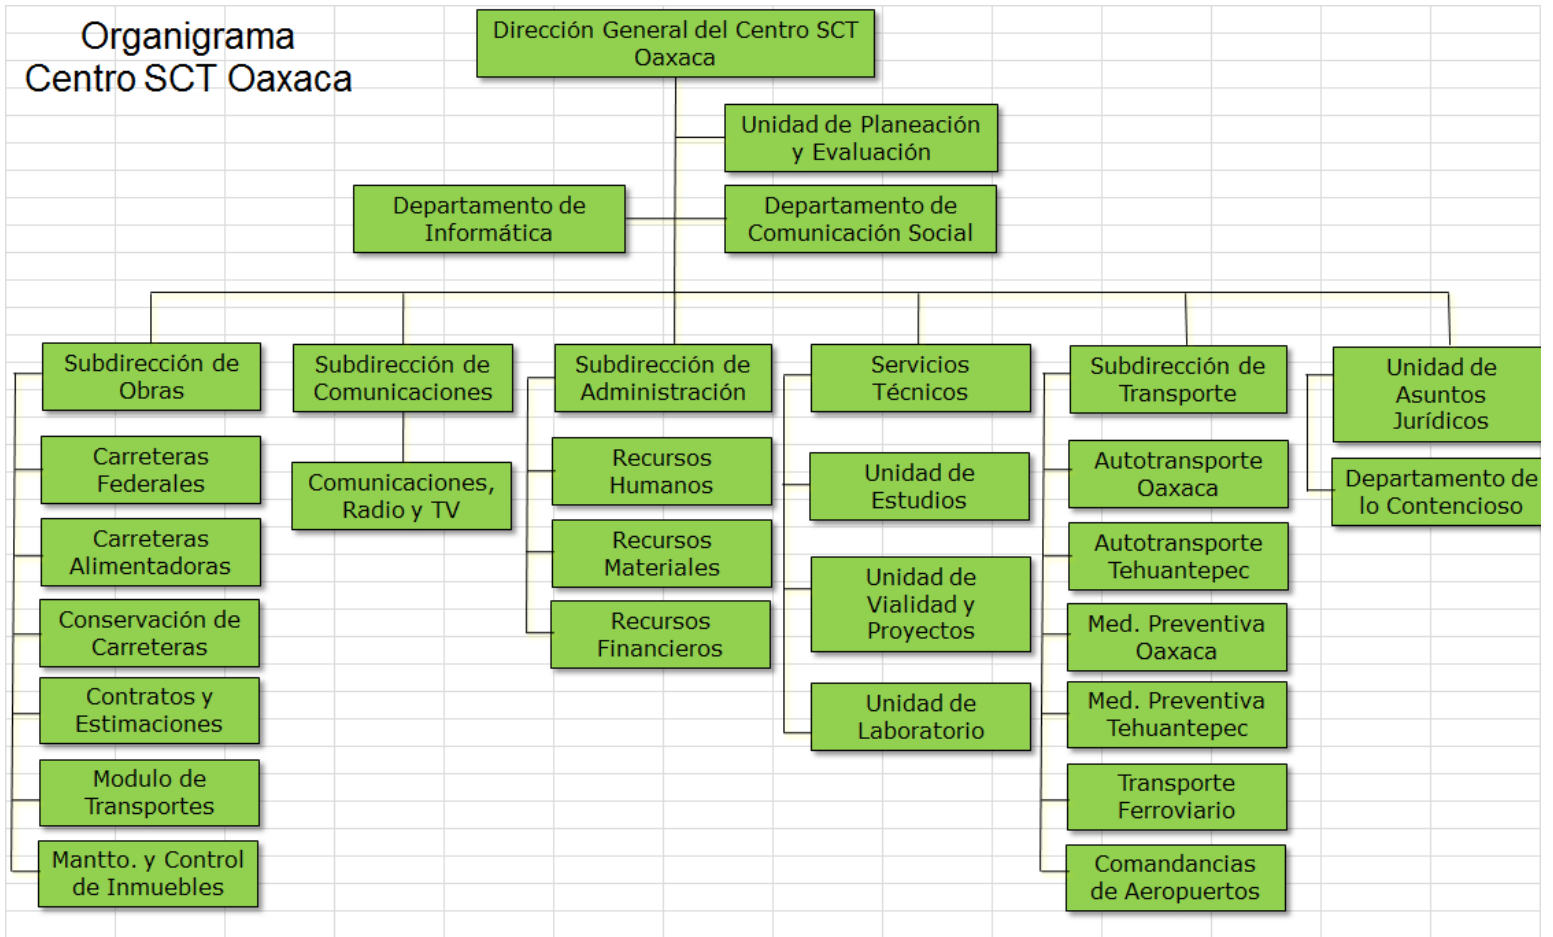 Organigrama
Centro SCT Oaxaca
Dirección General del Centro SCT
Oaxaca
Unidad de Planeación
y Evaluación
Departamento de
Informática
Departamento de
Comunicación Social
Subdirección de
Obras
Carreteras
Federales
Carreteras
Alimentadoras
Conservación de
Carreteras
Contratos y
Estimaciones
Modulo de
Transportes
Mantto. y Control
de Inmuebles
Subdirección de
Comunicaciones
Comunicaciones,
Radio y TV
Subdirección de
Administración
Recursos
Humanos
Recursos
Materiales
Recursos
Financieros
Servicios
Técnicos
Unidad de
Estudios
Unidad de
Vialidad y
Proyectos
Unidad de
Laboratorio
Subdirección de
Transporte
Autotransporte
Oaxaca
Autotransporte
Tehuantepec
Med. Preventiva
Oaxaca
Med. Preventiva
Tehuantepec
Transporte
Ferroviario
Comandancias
de Aeropuertos
Unidad de
Asuntos
Jurídicos
Departamento de
lo Contencioso